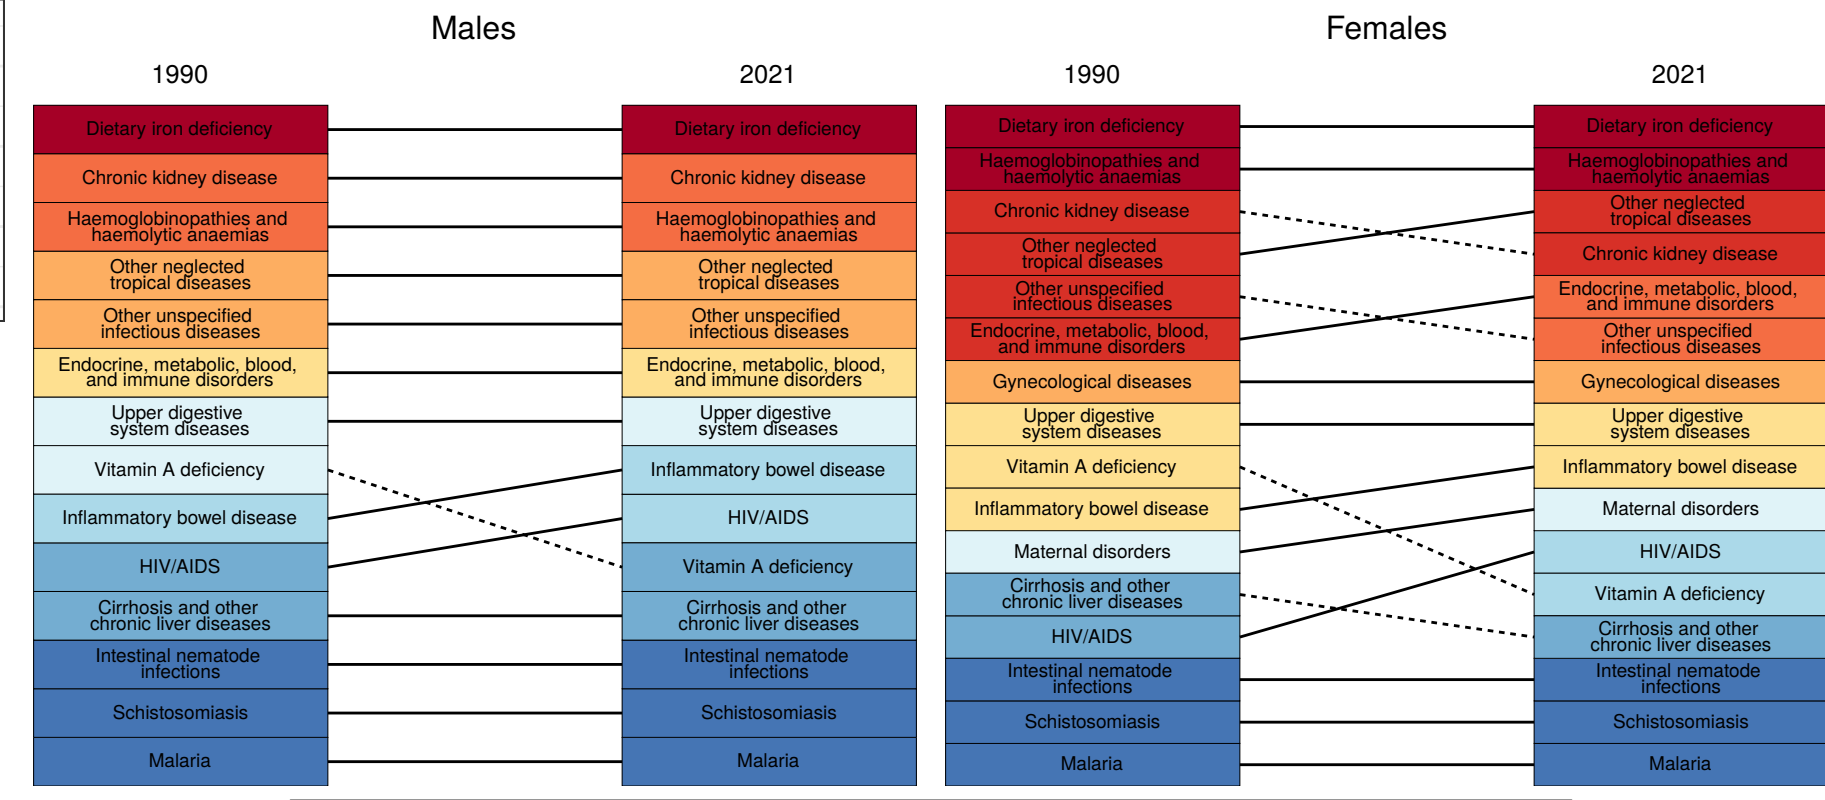 Males
1990
2021
Dietary iron deficiency
Chronic kidney disease
Haemoglobinopathies and
haemolytic anaemias
Other neglected
tropical diseases
Other unspecified
infectious diseases
Endocrine, metabolic, blood,
and immune disorders
Upper digestive
system diseases
Vitamin A deficiency
Inflammatory bowel disease
HIV/AIDS
Cirrhosis and other
chronic liver diseases
Intestinal nematode
infections
Schistosomiasis
Malaria
Dietary iron deficiency
Chronic kidney disease
Haemoglobinopathies and
haemolytic anaemias
Other neglected
tropical diseases
Other unspecified
infectious diseases
Endocrine, metabolic, blood,
and immune disorders
Upper digestive
system diseases
Inflammatory bowel disease
HIV/AIDS
Vitamin A deficiency
Cirrhosis and other
chronic liver diseases
Intestinal nematode
infections
Schistosomiasis
Malaria
Females
1990
2021
Dietary iron deficiency
Haemoglobinopathies and
haemolytic anaemias
Chronic kidney disease
Other neglected
tropical diseases
Other unspecified
infectious diseases
Endocrine, metabolic, blood,
and immune disorders
Gynecological diseases
Upper digestive
system diseases
Vitamin A deficiency
Inflammatory bowel disease
Maternal disorders
Cirrhosis and other
chronic liver diseases
HIV/AIDS
Intestinal nematode
infections
Schistosomiasis
Malaria
Dietary iron deficiency
Haemoglobinopathies and
haemolytic anaemias
Other neglected
tropical diseases
Chronic kidney disease
Endocrine, metabolic, blood,
and immune disorders
Other unspecified
infectious diseases
Gynecological diseases
Upper digestive
system diseases
Inflammatory bowel disease
Maternal disorders
HIV/AIDS
Vitamin A deficiency
Cirrhosis and other
chronic liver diseases
Intestinal nematode
infections
Schistosomiasis
Malaria